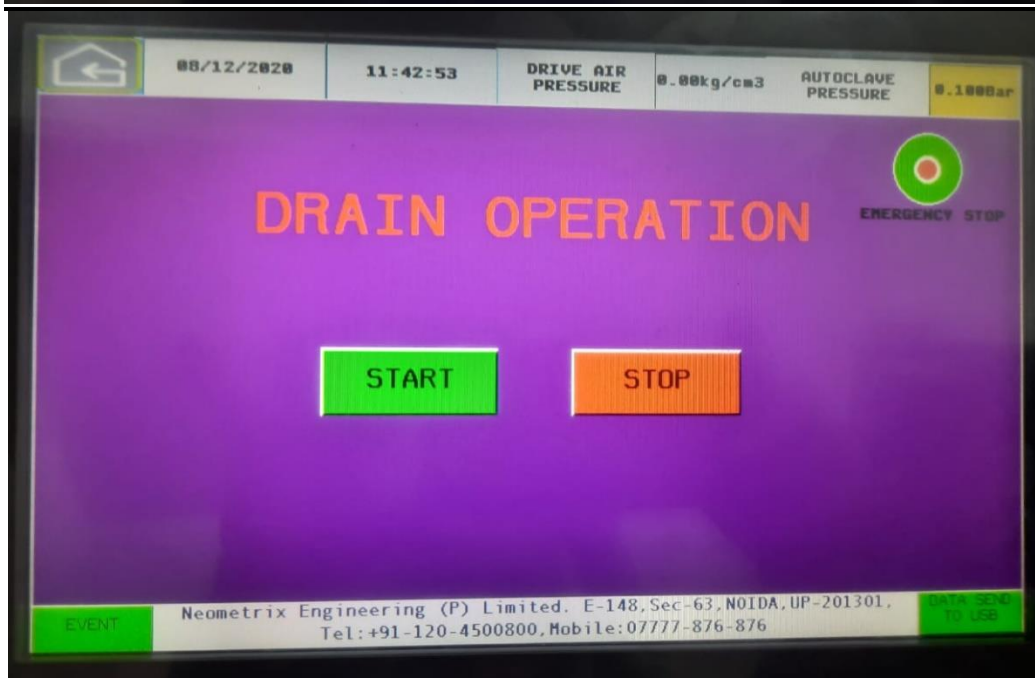 08/12/2020
11:42:53
DRIVE AIR
PRESSURE
0.00kg/cm3
AUTOCLAVE
PRESSURE
0.100Bar
EMERGENCY STOP
DRAIN OPERATION
START
STOP
EVENT
Neometrix Engineering (P) Limited. E-148,Sec-63,NOIDA,UP-201301,
Tel:+91-120-4500800,Mobile:07777-876-876
DATA SEND
TO USB